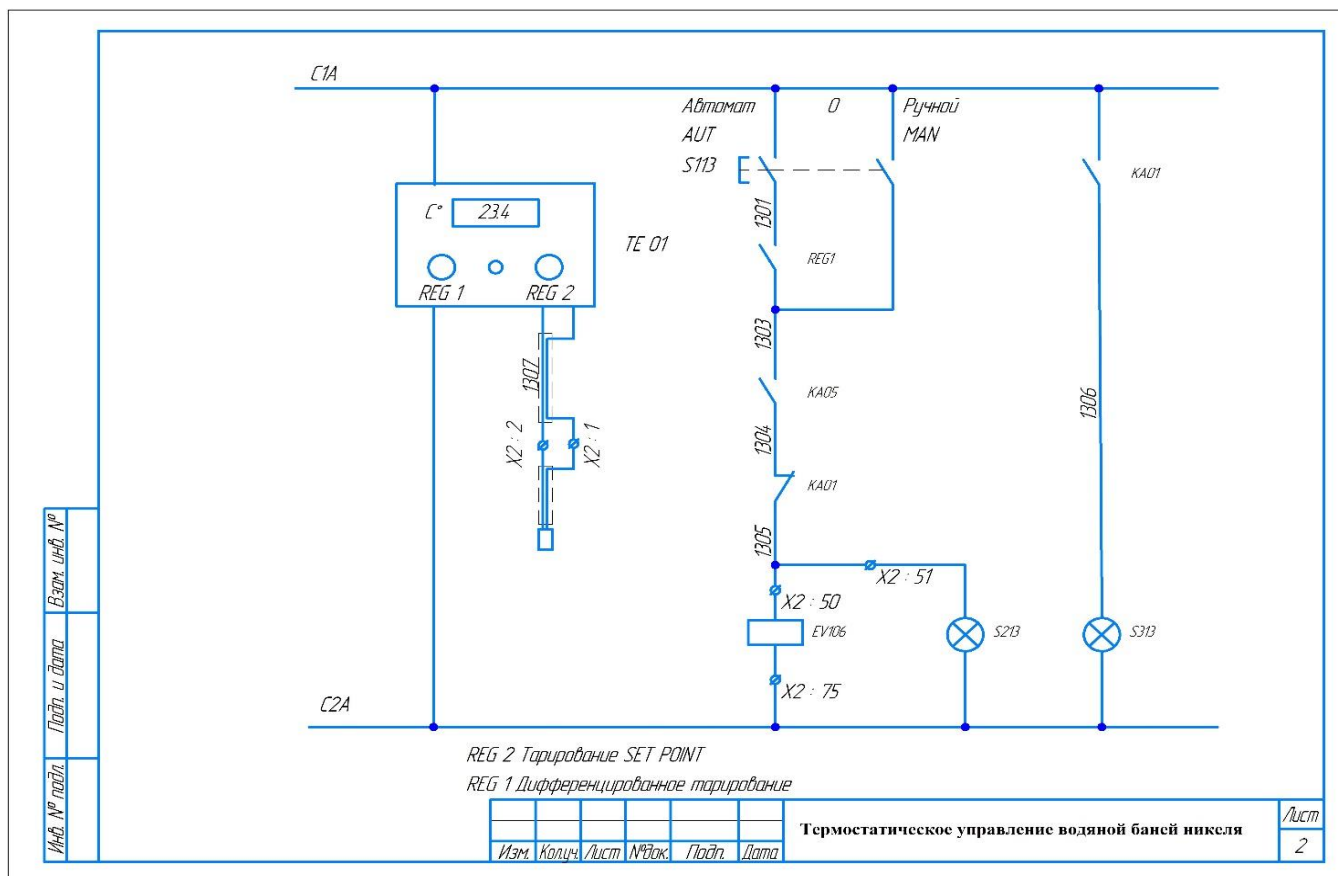 C1A
Автомат 0 Ручной
AUT MAN
S113
KA01
C° 23.4
TE 01
REG 1 REG 2
1301
REG1
1303
1307
KA05
X2 : 2
X2 : 1
1304
1306
KA01
1305
X2 : 51
X2 : 50
EV106
S213
S313
X2 : 75
C2A
REG 2 Тарирование SET POINT
REG 1 Дифференцированное тарирование
Взам. инв. №
Подп. и дата
Инв. № подл.
Изм. Кол.уч. Лист №док. Подп. Дата
Термостатическое управление водяной баней никеля
Лист
2